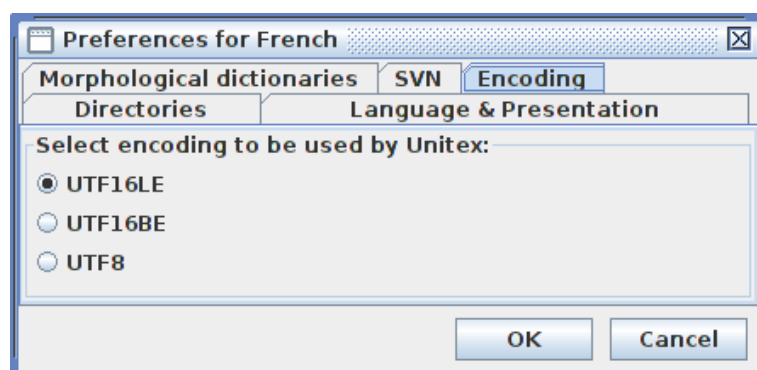 Preferences for French
Morphological dictionaries SVN Encoding
Directories Language & Presentation
Select encoding to be used by Unitex:
UTF16LE
UTF16BE
UTF8
OK Cancel